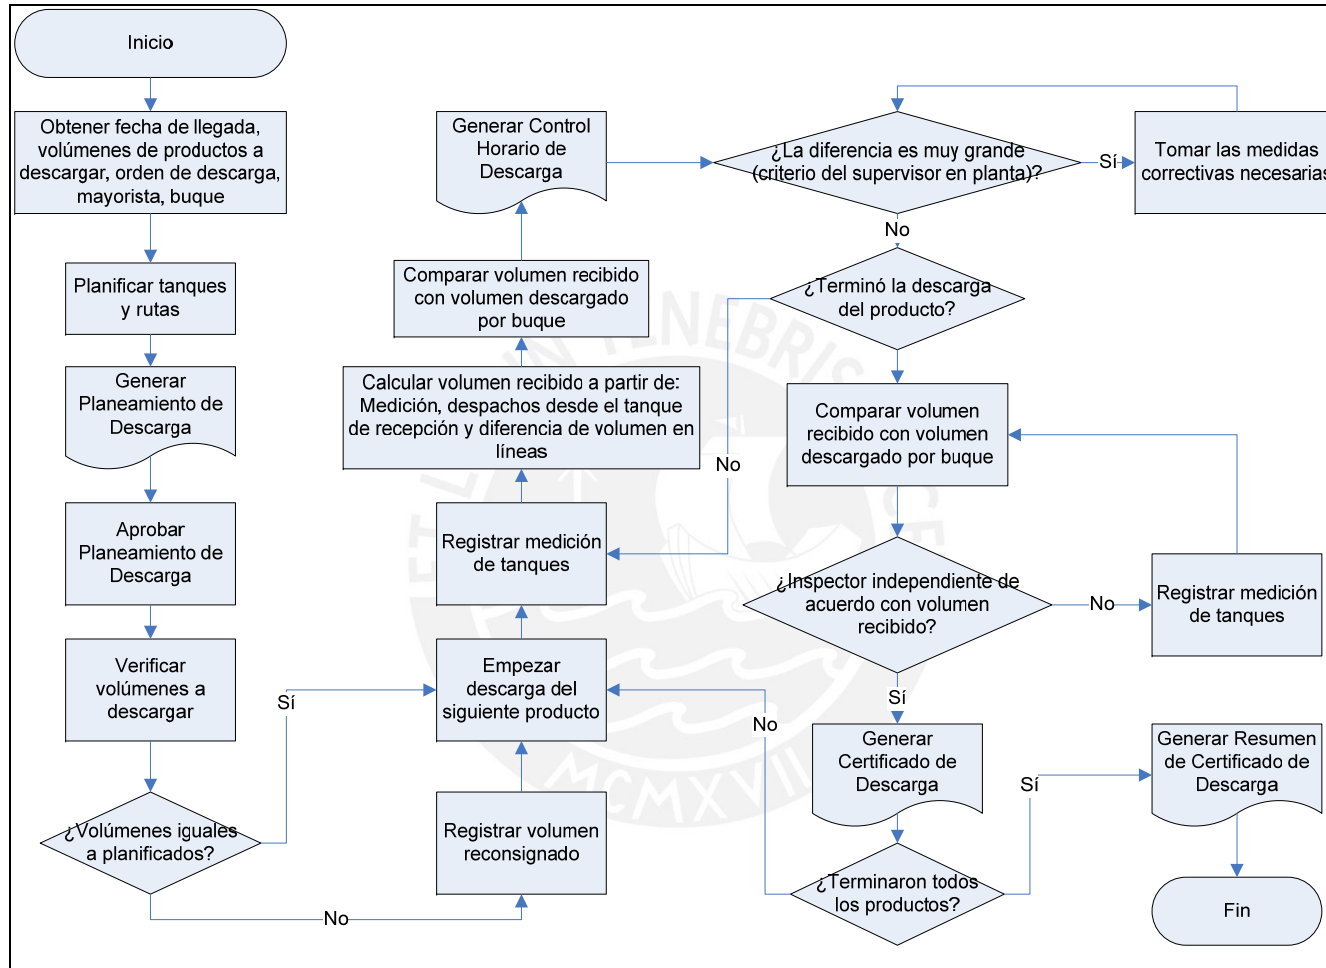 Inicio
Obtener fecha de llegada,
volúmenes de productos a
descargar, orden de descarga,
mayorista, buque
Planificar tanques
y rutas
Generar
Planeamiento de
Descarga
Aprobar
Planeamiento de
Descarga
Verificar
volúmenes a
descargar
¿Volúmenes iguales
a planificados?
Sí
No
Registrar volumen
reconsignado
Empezar
descarga del
siguiente producto
Registrar medición
de tanques
Calcular volumen recibido a partir de:
Medición, despachos desde el tanque
de recepción y diferencia de volumen en
líneas
Comparar volumen recibido
con volumen descargado
por buque
Generar Control
Horario de
Descarga
¿La diferencia es muy grande
(criterio del supervisor en planta)?
Sí
Tomar las medidas
correctivas necesarias
No
¿Terminó la descarga
del producto?
No
Comparar volumen
recibido con volumen
descargado por buque
¿Inspector independiente de
acuerdo con volumen
recibido?
No
Registrar medición
de tanques
Sí
Generar
Certificado de
Descarga
¿Terminaron todos
los productos?
No
Sí
Generar Resumen
de Certificado de
Descarga
Fin
MCMXVII